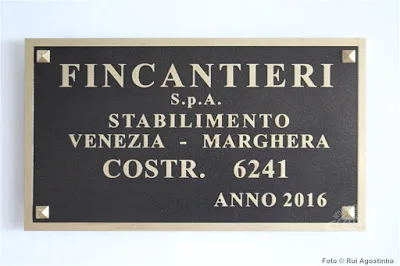 FINCANTIERI
S.p.A.
STABILIMENTO
VENEZIA - MARGHERA
COSTR. 6241
ANNO 2016
Foto © Rui Agostinho